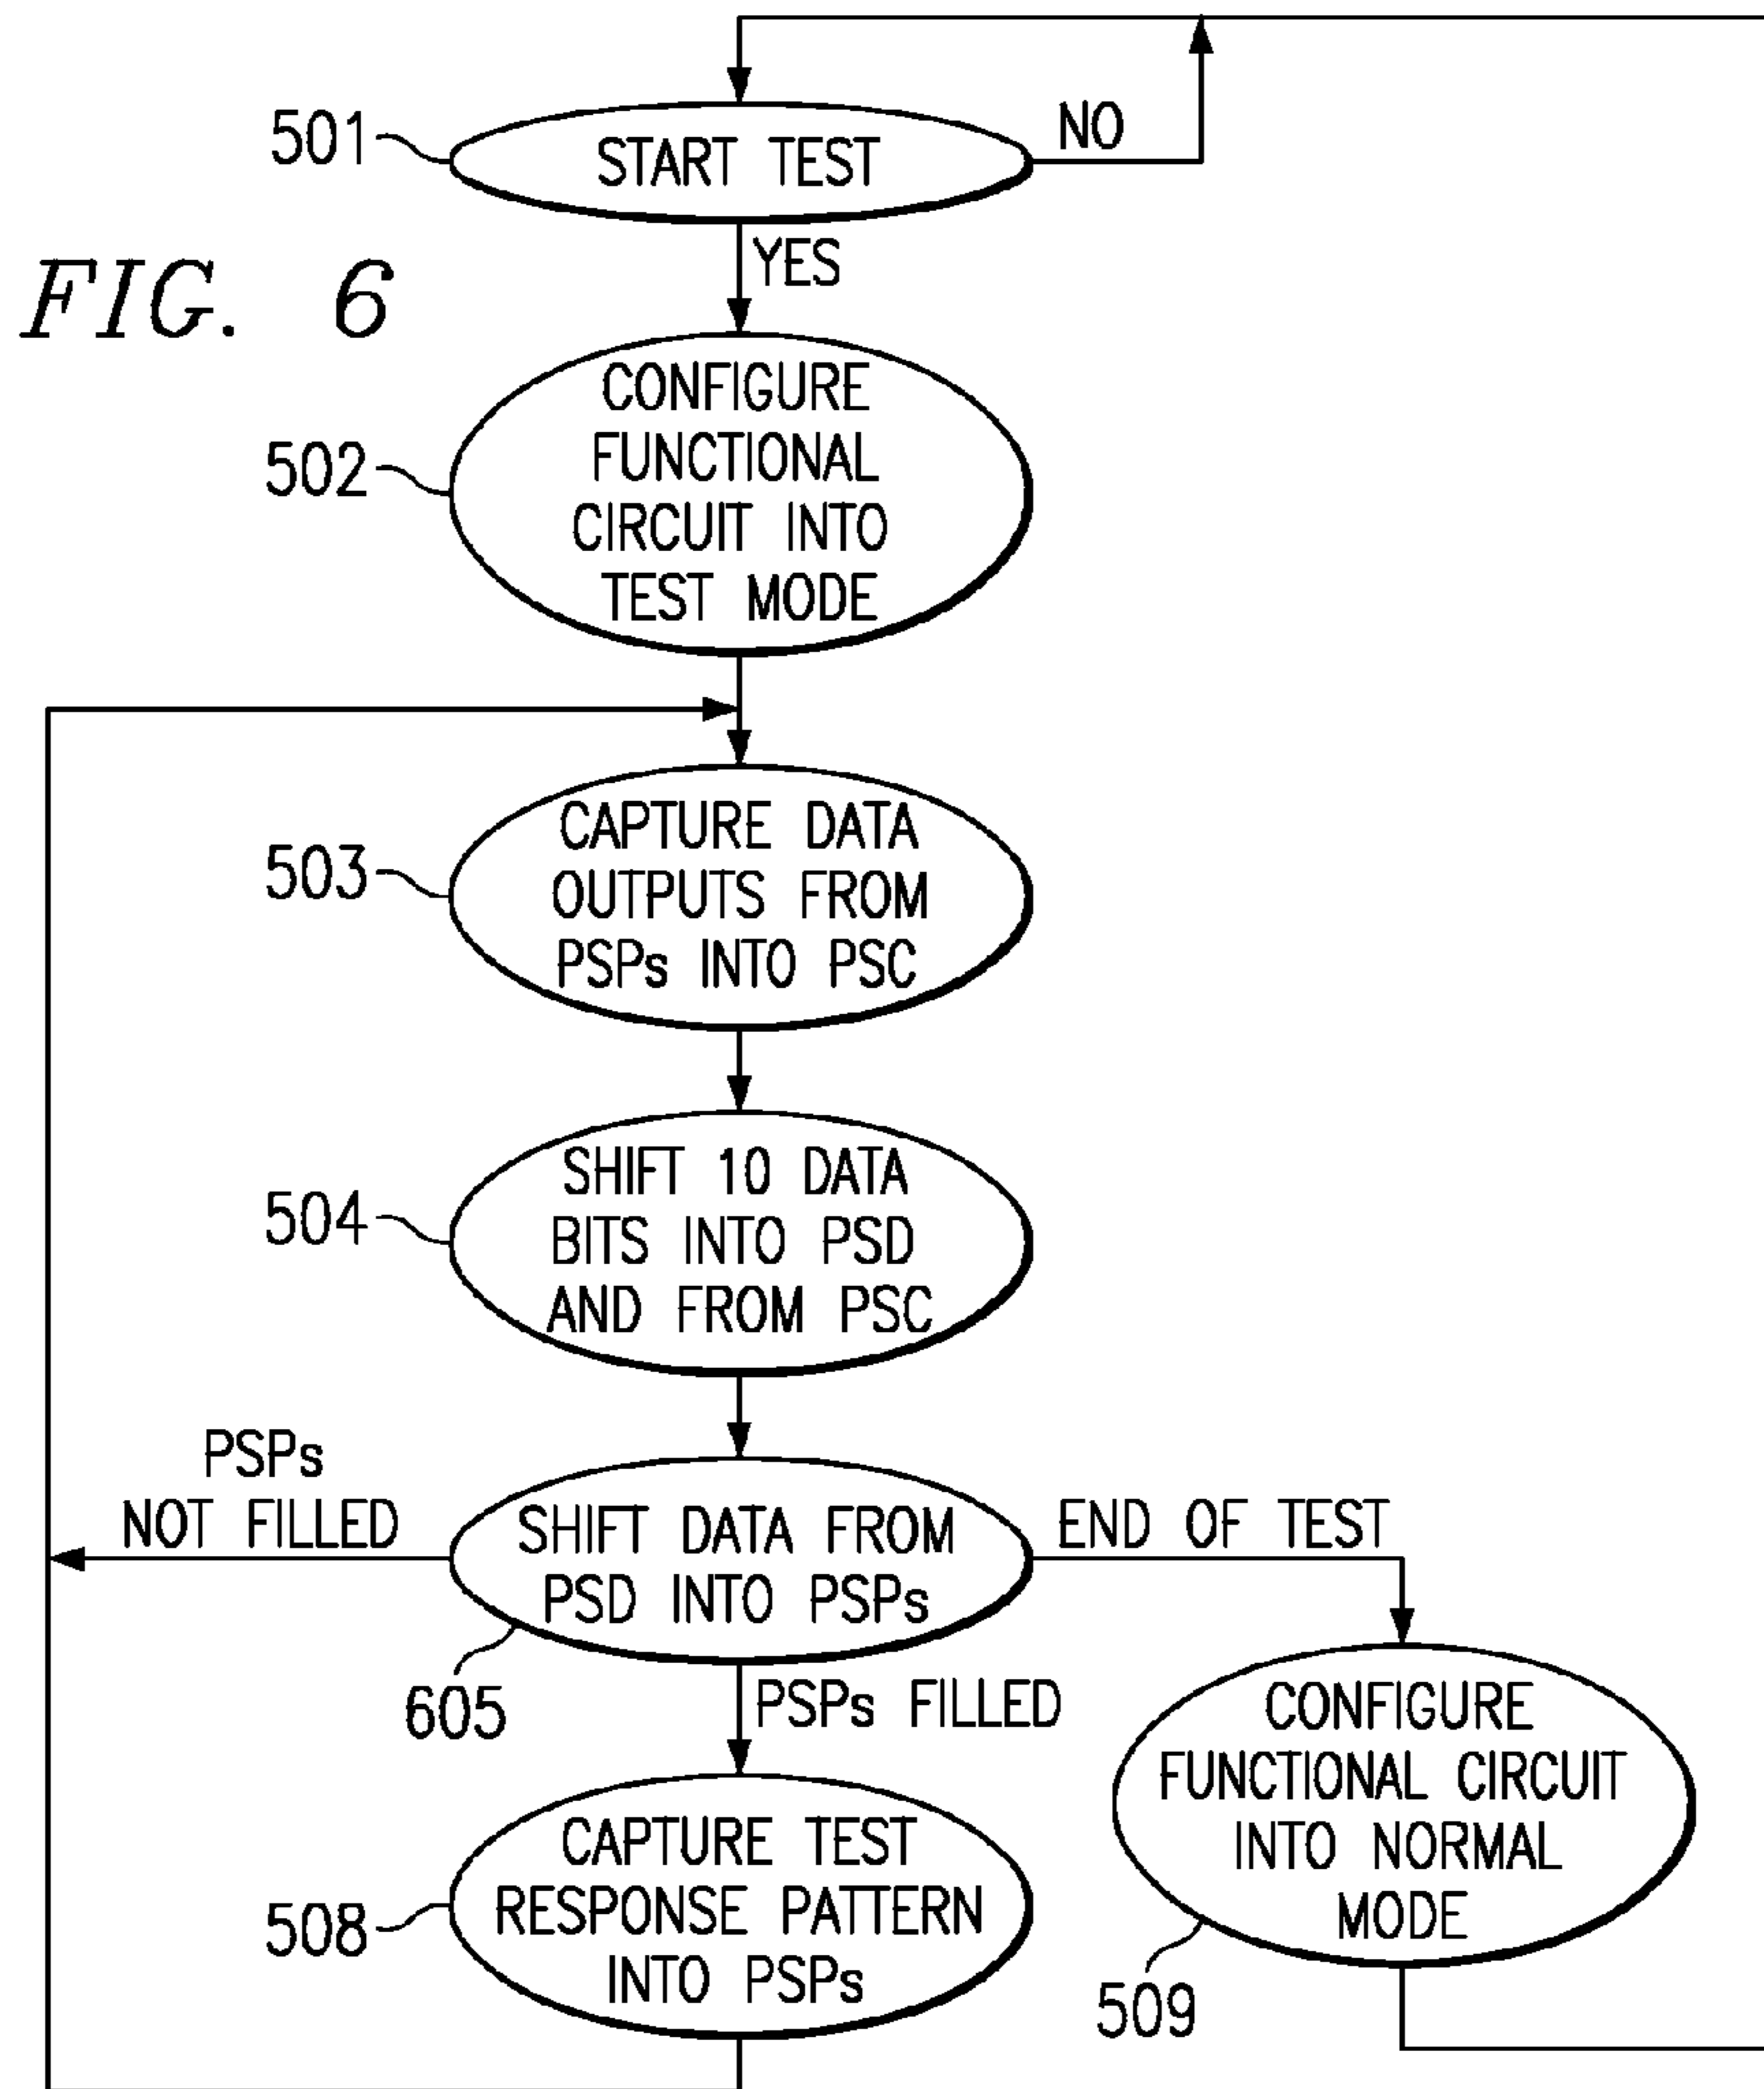 501
START TEST
NO
YES
FIG. 6
502
CONFIGURE
FUNCTIONAL
CIRCUIT INTO
TEST MODE
503
CAPTURE DATA
OUTPUTS FROM
PSPs INTO PSC
504
SHIFT 10 DATA
BITS INTO PSD
AND FROM PSC
PSPs
NOT FILLED
SHIFT DATA FROM
PSD INTO PSPs
END OF TEST
605
PSPs FILLED
CONFIGURE
FUNCTIONAL CIRCUIT
INTO NORMAL
MODE
508
CAPTURE TEST
RESPONSE PATTERN
INTO PSPs
509